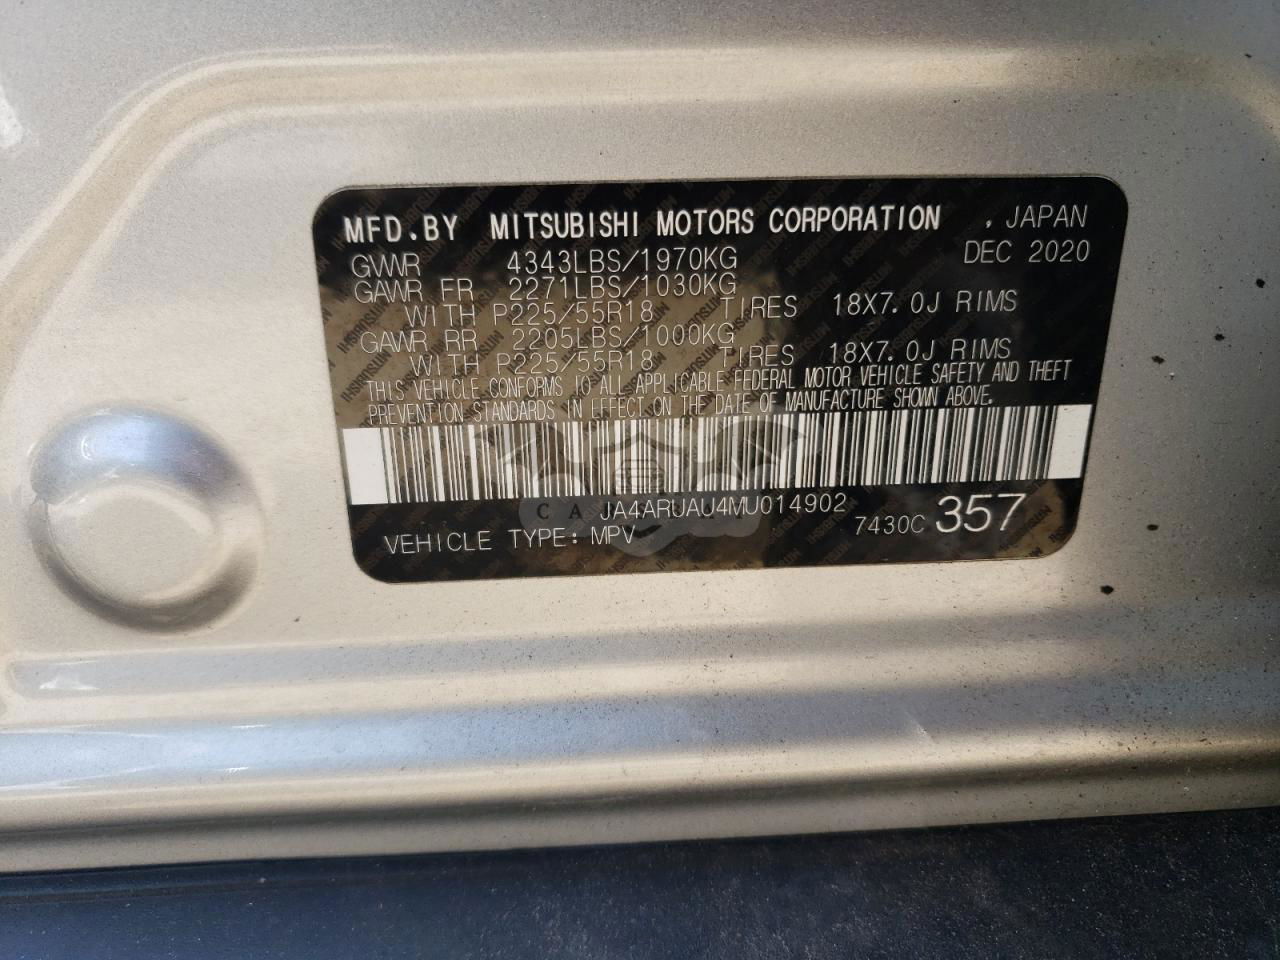 MFD.BY MITSUBISHI MOTORS CORPORATION , JAPAN
GWWR 4343LBS/1970KG DEC 2020
GAWR FR 2271LBS/1030KG
WITH P225/55R18 TIRES 18X7.0J RIMS
GAWR RR 2205LBS/1000KG
WITH P225/55R18 TIRES 18X7.0J RIMS
THIS VEHICLE CONFORMS TO ALL APPLICABLE FEDERAL MOTOR VEHICLE SAFETY AND THEFT
PREVENTION STANDARDS IN EFFECT ON THE DATE OF MANUFACTURE SHOWN ABOVE.
JA4ARUAU4MU014902
VEHICLE TYPE: MPV 7430C 357